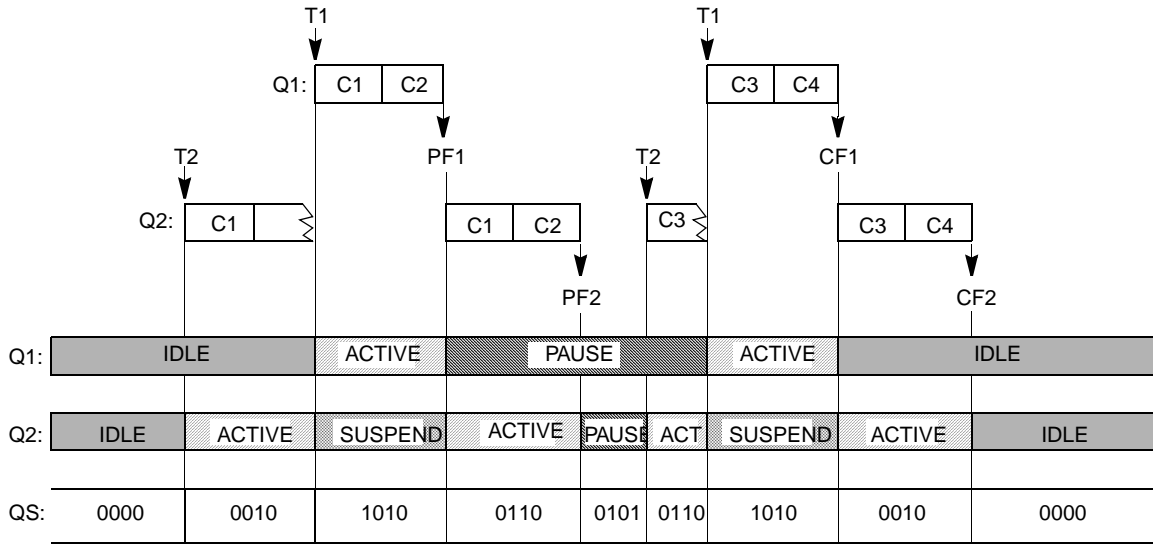 T1 T1
Q1: C1 C2 C3 C4
T2 PF1 T2 CF1
Q2: C1 C1 C2 C3 C3 C4
PF2 CF2
Q1: IDLE ACTIVE PAUSE ACTIVE IDLE
Q2: IDLE ACTIVE SUSPEND ACTIVE PAUSE ACT SUSPEND ACTIVE IDLE
QS: 0000 0010 1010 0110 0101 0110 1010 0010 0000